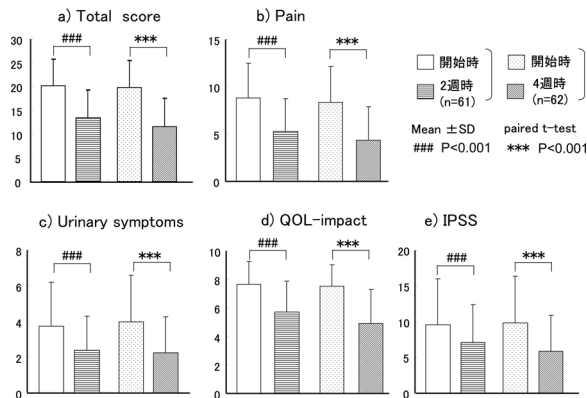 a) Total score
###
***
30
25
20
15
10
5
0
b) Pain
###
***
15
10
5
0
開始時
2週時
(n=61)
開始時
4週時
(n=62)
Mean ±SD
paired t-test
### P<0.001
*** P<0.001
c) Urinary symptoms
###
***
8
6
4
2
0
d) QOL-impact
###
***
10
8
6
4
2
0
e) IPSS
###
***
20
15
10
5
0